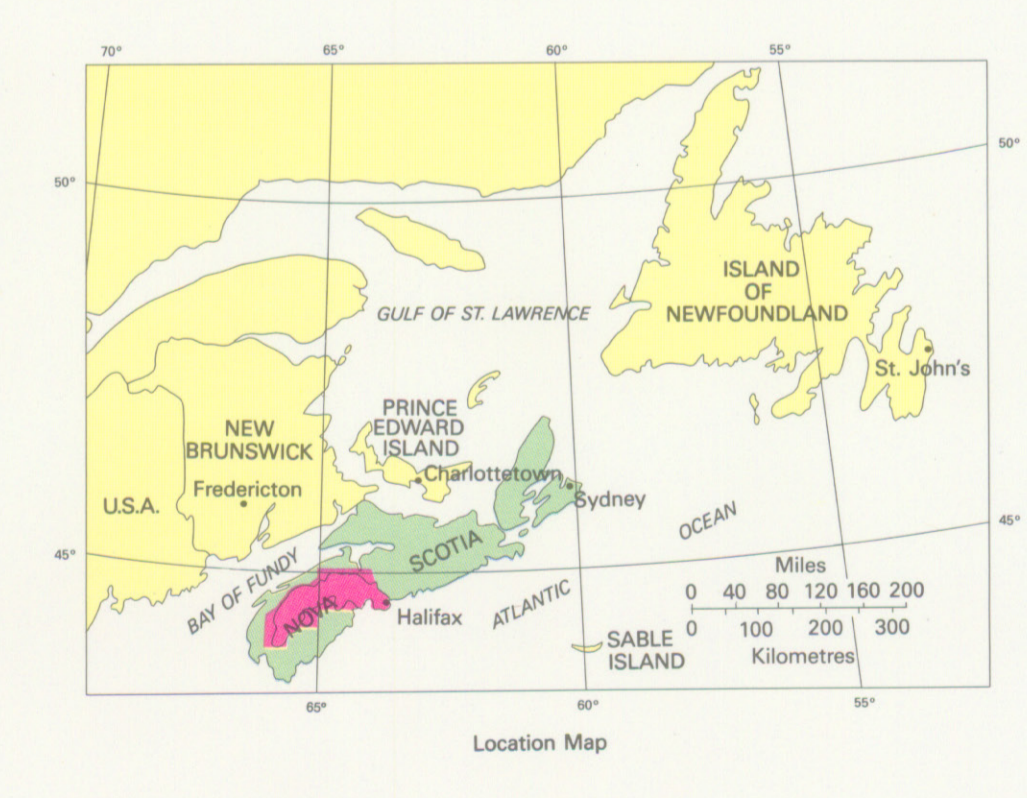 70° 65° 60° 55°
50°
50°
ISLAND
OF
NEWFOUNDLAND
GULF OF ST. LAWRENCE
St. John's
PRINCE
EDWARD
ISLAND
NEW
BRUNSWICK
Charlottetown
Fredericton
Sydney
U.S.A.
OCEAN
45°
SCOTIA
45°
BAY OF FUNDY
Miles
0 40 80 120 160 200
ATLANTIC
NOVA
Halifax
0 100 200 300
SABLE
ISLAND
Kilometres
65° 60° 55°
Location Map